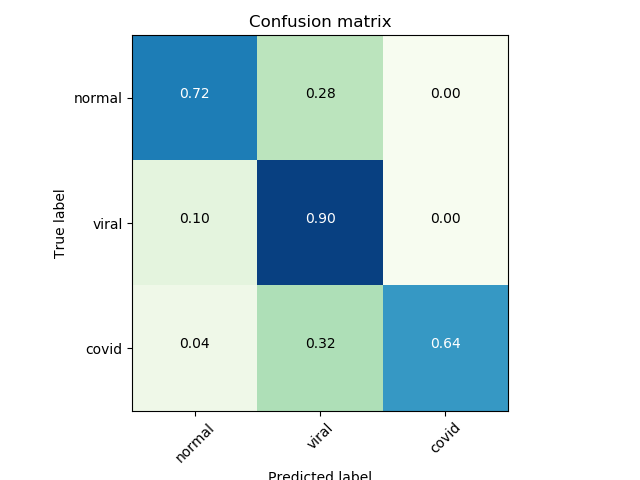 Confusion matrix
True label
normal 0.72 0.28 0.00
viral 0.10 0.90 0.00
covid 0.04 0.32 0.64
normal viral covid
Predicted label